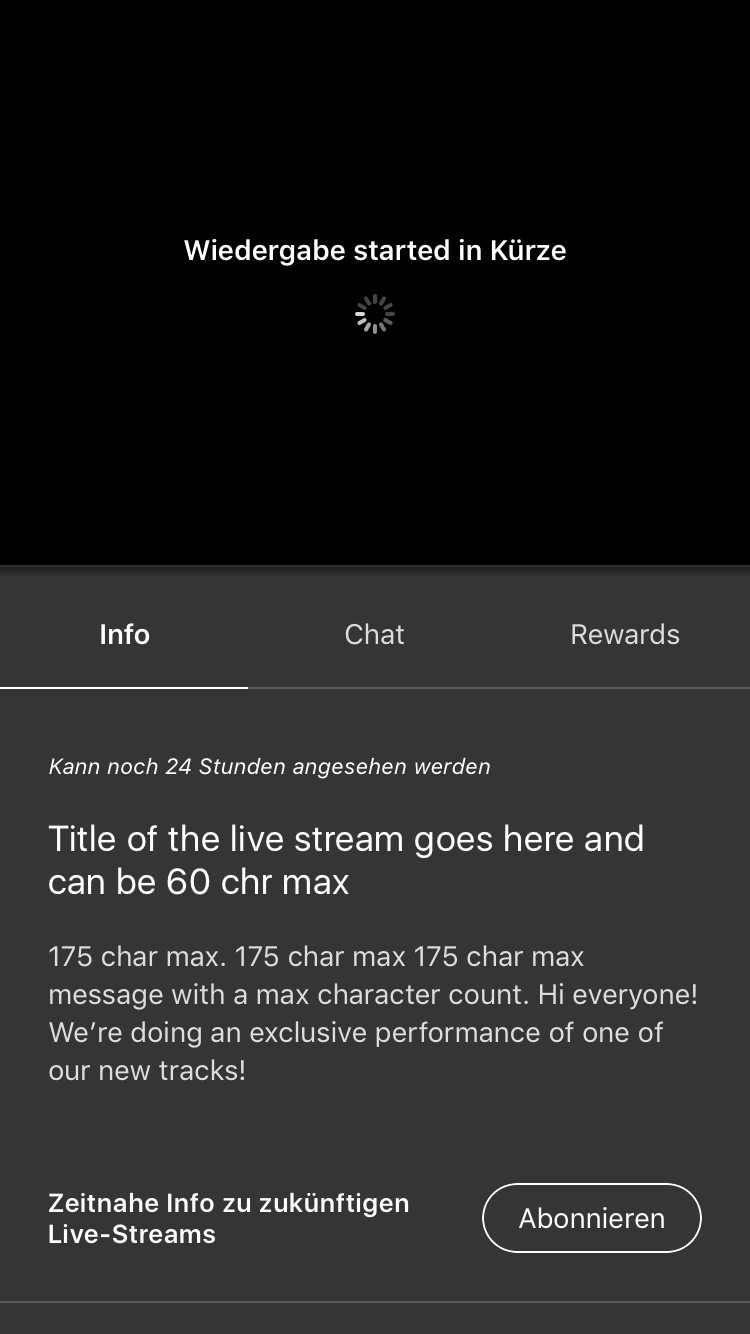 Wiedergabe started in Kürze
Info
Chat
Rewards
Kann noch 24 Stunden angesehen werden
Title of the live stream goes here and
can be 60 chr max
175 char max. 175 char max 175 char max
message with a max character count. Hi everyone!
We’re doing an exclusive performance of one of
our new tracks!
Zeitnahe Info zu zukünftigen
Live-Streams
Abonnieren